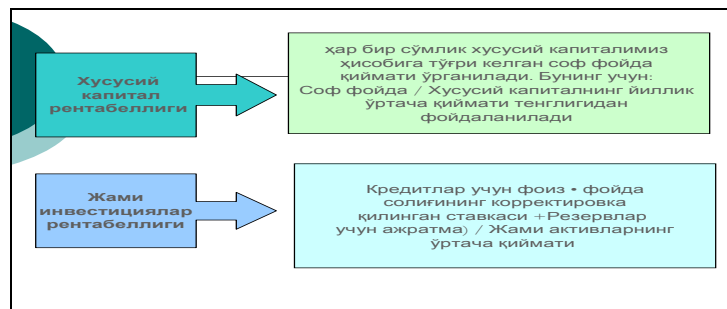 Хусусий
капитал
рентабеллиги
ҳар бир сўмлик хусусий капиталимиз
ҳисобига тўғри келган соф фойда
қиймати ўрганилади. Бунинг учун:
Соф фойда / Хусусий капиталнинг йиллик
ўртача қиймати тенглигидан
фойдаланилади
Жами
инвестициялар
рентабеллиги
Кредитлар учун фоиз • фойда
солиғининг корректировка
қилинган ставкаси +Резервлар
учун ажратма) / Жами активларнинг
ўртача қиймати